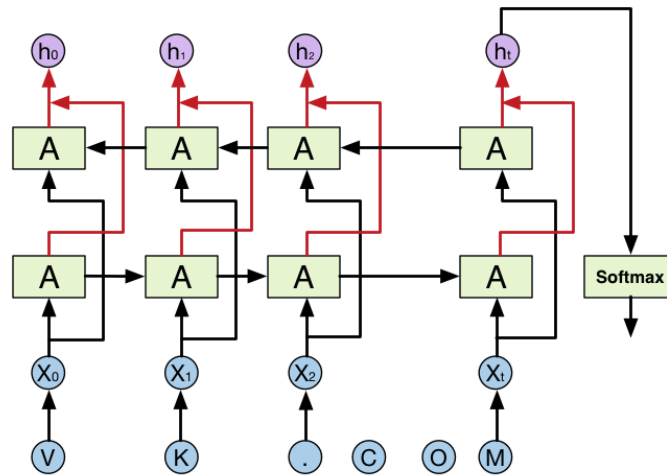 h₀ h₁ h₂ hₜ
A A A A
A A A A Softmax
X₀ X₁ X₂ Xₜ
V K . C O M